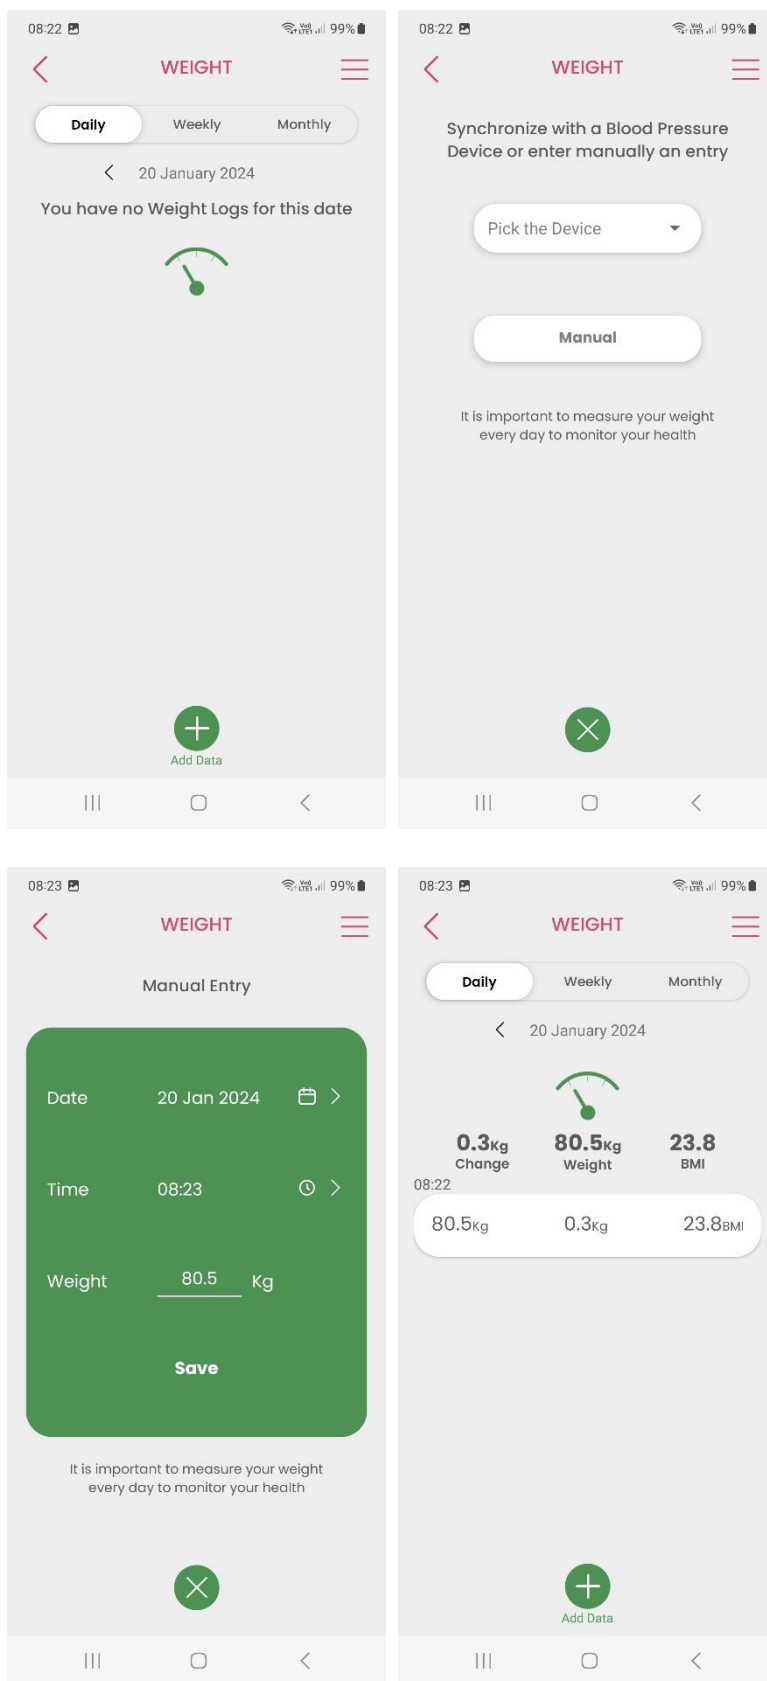 08:22
99%
WEIGHT
Daily Weekly Monthly
20 January 2024
You have no Weight Logs for this date
Add Data
08:22
99%
WEIGHT
Synchronize with a Blood Pressure
Device or enter manually an entry
Pick the Device
Manual
It is important to measure your weight
every day to monitor your health
08:23
99%
WEIGHT
Manual Entry
Date 20 Jan 2024
Time 08:23
Weight 80.5 Kg
Save
It is important to measure your weight
every day to monitor your health
08:23
99%
WEIGHT
Daily Weekly Monthly
20 January 2024
0.3Kg 80.5Kg 23.8
Change Weight BMI
08:22
80.5Kg 0.3Kg 23.8BMI
Add Data